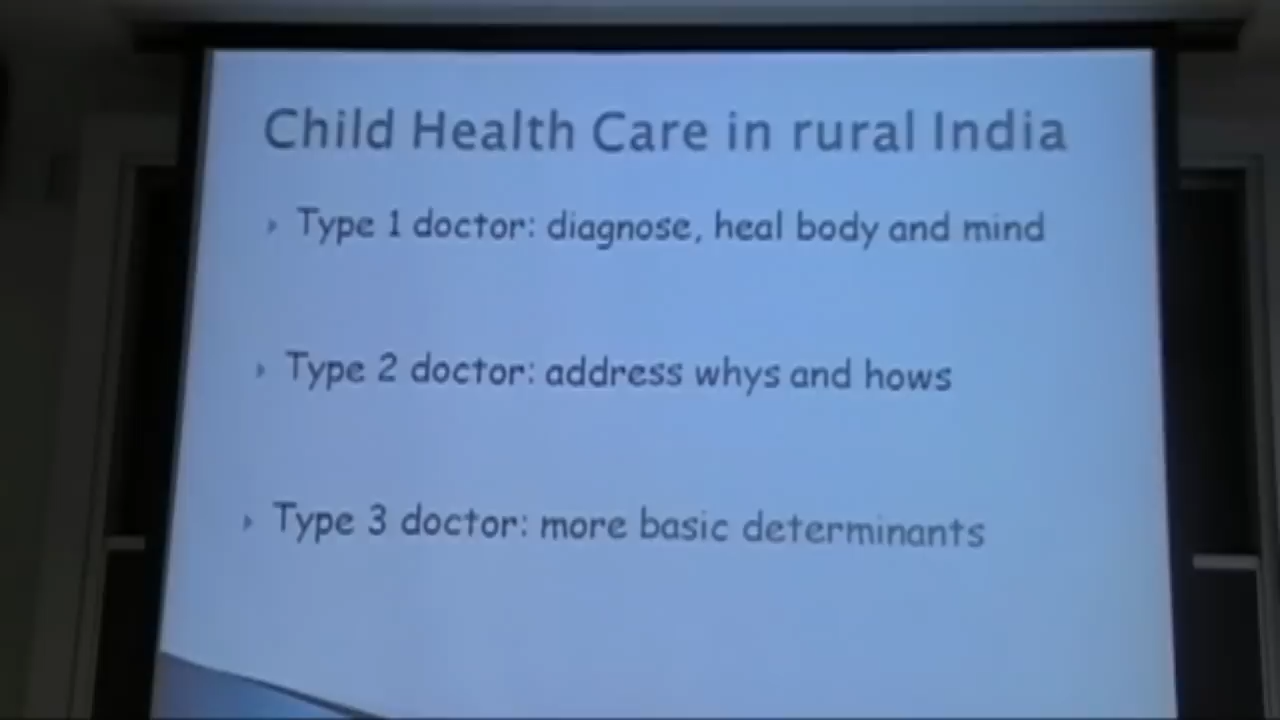 Child Health Care in rural India
Type 1 doctor: diagnose, heal body and mind
Type 2 doctor: address whys and hows
Type 3 doctor: more basic determinants